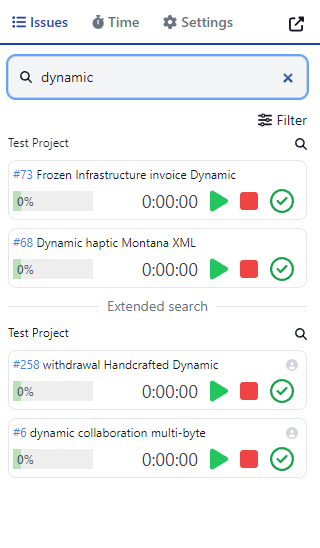 Issues Time Settings
dynamic
Filter
Test Project
#73 Frozen Infrastructure invoice Dynamic
0% 0:00:00
#68 Dynamic haptic Montana XML
0% 0:00:00
Extended search
Test Project
#258 withdrawal Handcrafted Dynamic
0% 0:00:00
#6 dynamic collaboration multi-byte
0% 0:00:00